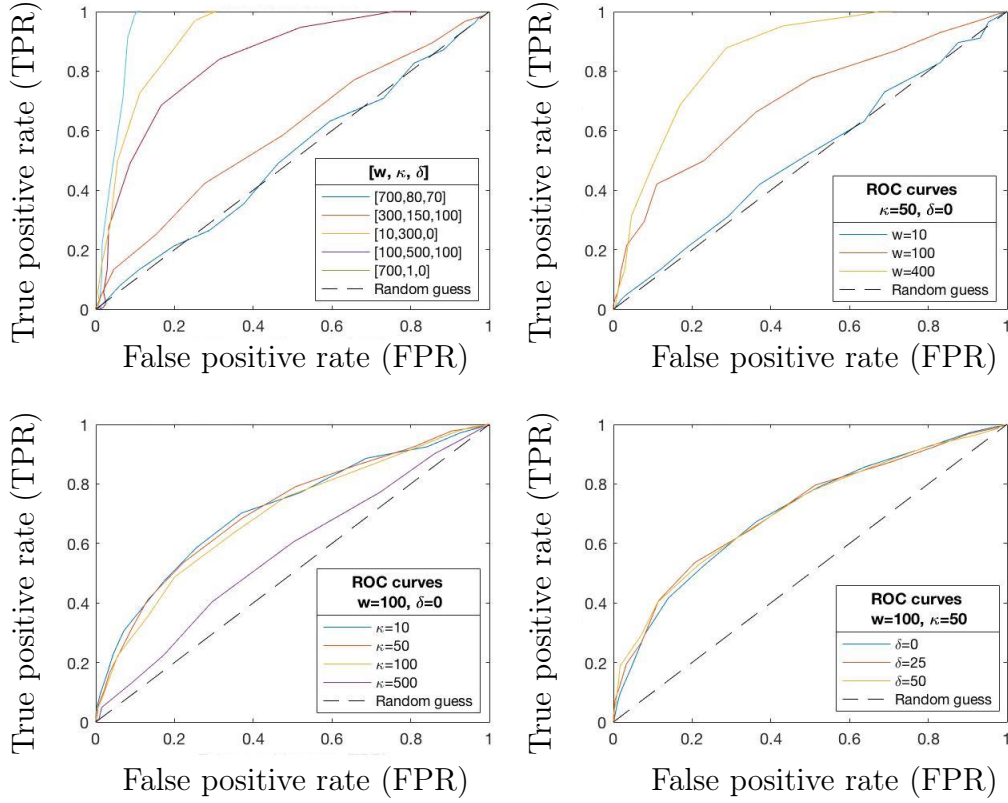 True positive rate (TPR)
1
0.8
0.6
0.4
0.2
0
0
0.2
0.4
0.6
0.8
1
False positive rate (FPR)
[w, κ, δ]
[700,80,70]
[300,150,100]
[10,300,0]
[100,500,100]
[700,1,0]
Random guess
True positive rate (TPR)
1
0.8
0.6
0.4
0.2
0
0
0.2
0.4
0.6
0.8
1
False positive rate (FPR)
ROC curves
κ=50, δ=0
w=10
w=100
w=400
Random guess
True positive rate (TPR)
1
0.8
0.6
0.4
0.2
0
0
0.2
0.4
0.6
0.8
1
False positive rate (FPR)
ROC curves
w=100, δ=0
κ=10
κ=50
κ=100
κ=500
Random guess
True positive rate (TPR)
1
0.8
0.6
0.4
0.2
0
0
0.2
0.4
0.6
0.8
1
False positive rate (FPR)
ROC curves
w=100, κ=50
δ=0
δ=25
δ=50
Random guess